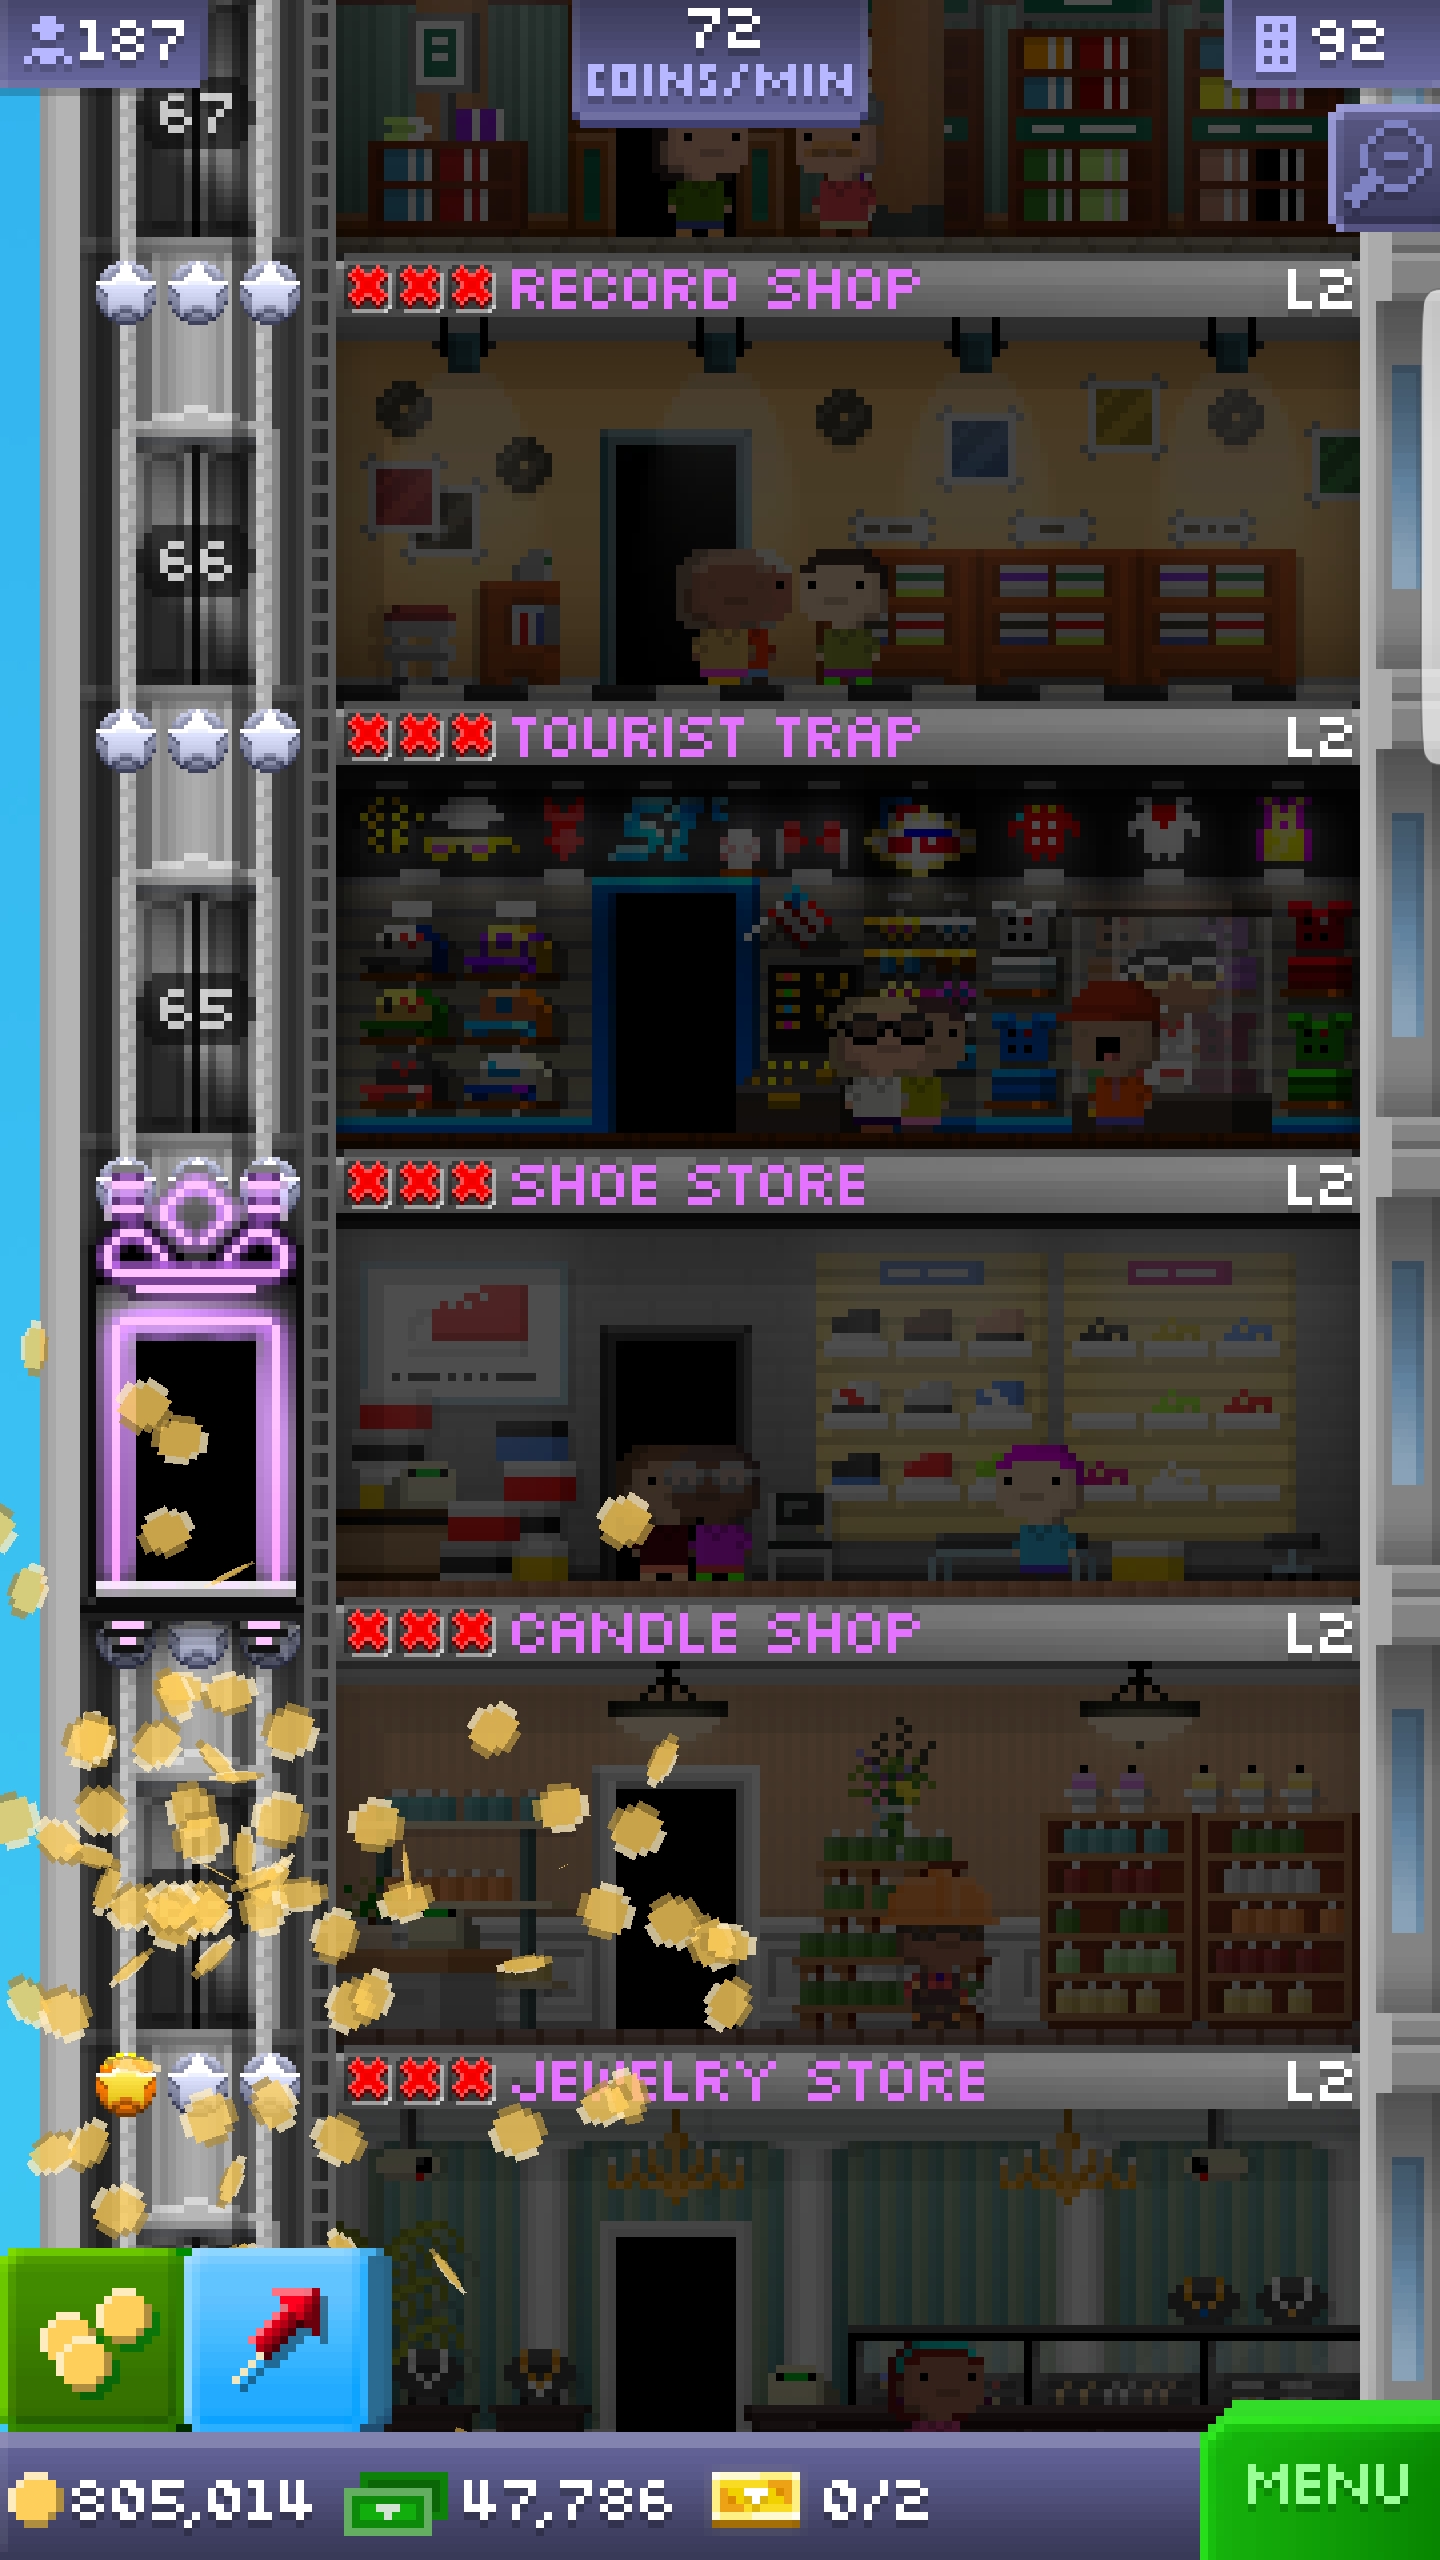 187
72
COINS/MIN
92
67
RECORD SHOP L2
66
TOURIST TRAP L2
65
SHOE STORE L2
CANDLE SHOP L2
JEWELRY STORE L2
805,014 47,786 0/2
MENU